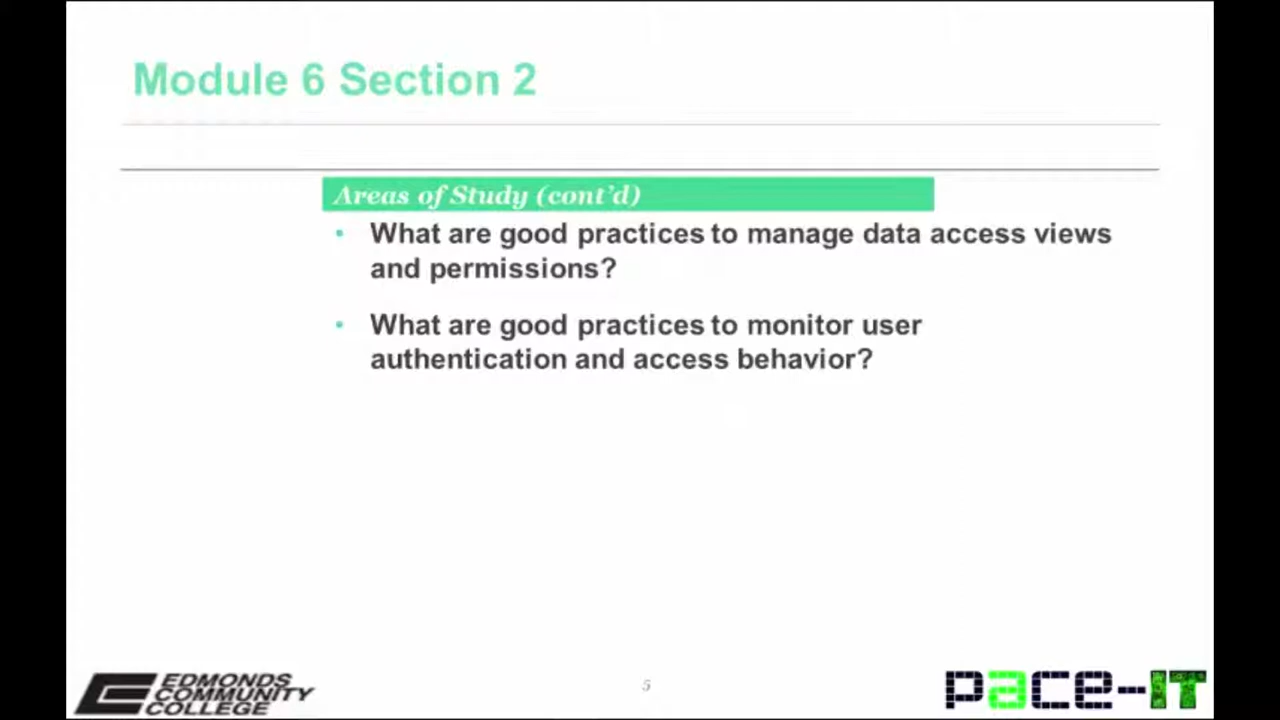 Module 6 Section 2
Areas of Study (cont’d)
• What are good practices to manage data access views
and permissions?
• What are good practices to monitor user
authentication and access behavior?
EDMONDS
COMMUNITY
COLLEGE
5
pace-IT